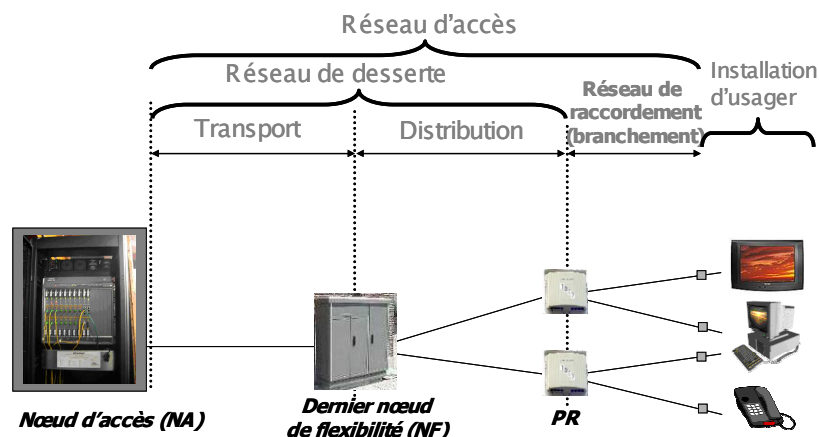 Réseau d'accès
Réseau de desserte
Installation
d'usager
Réseau de
raccordement
(branchement)
Transport
Distribution
Nœud d'accès (NA)
Dernier nœud
de flexibilité (NF)
PR